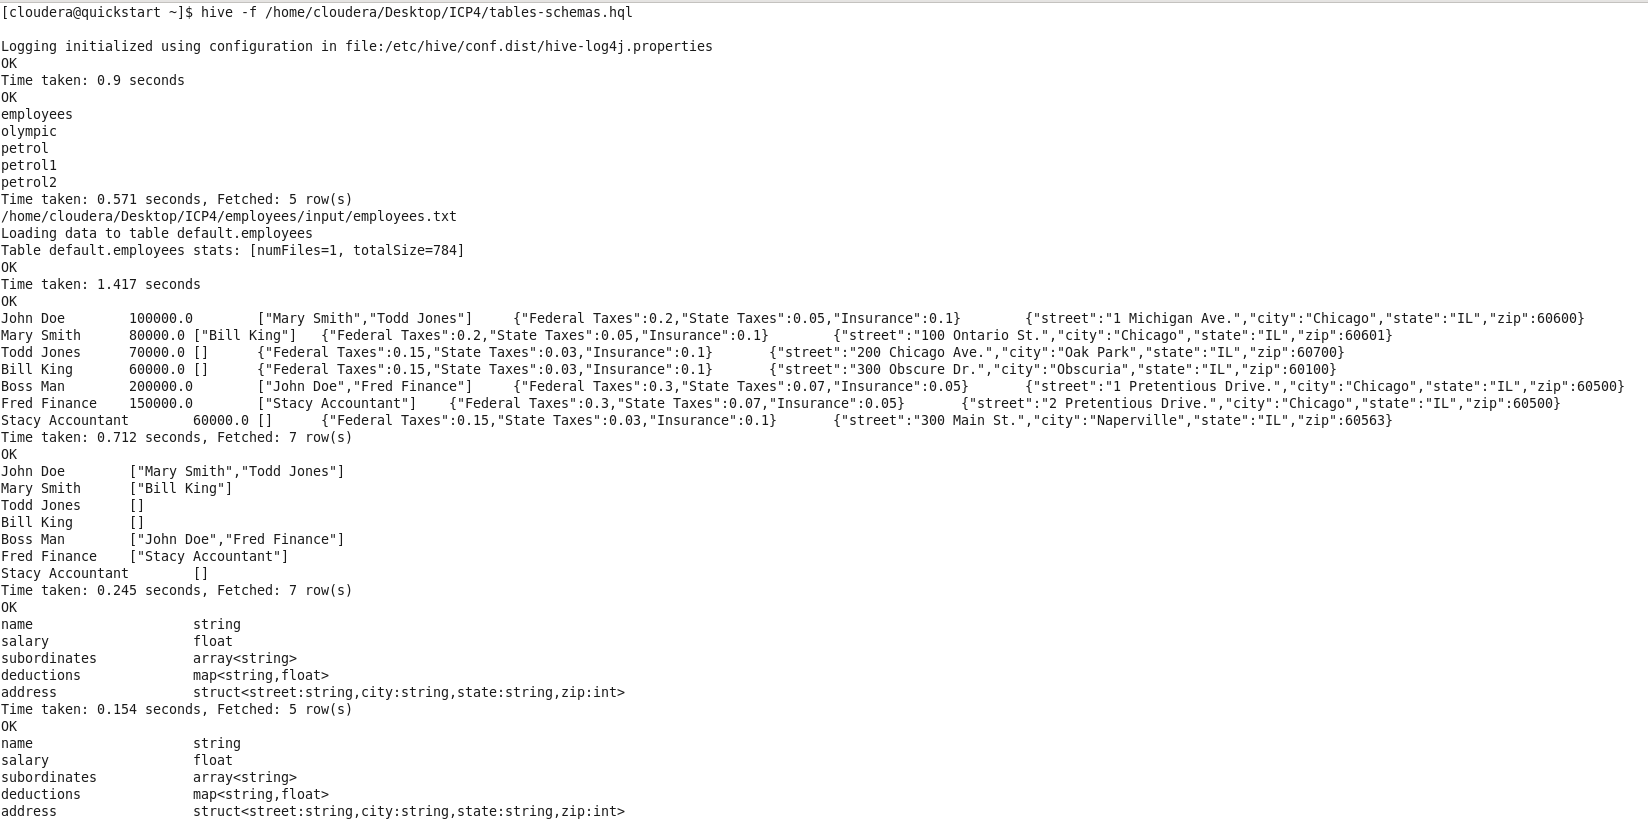 [cloudera@quickstart ~]$ hive -f /home/cloudera/Desktop/ICP4/tables-schemas.hql
Logging initialized using configuration in file:/etc/hive/conf.dist/hive-log4j.properties
OK
Time taken: 0.9 seconds
OK
employees
olympic
petrol
petrol1
petrol2
Time taken: 0.571 seconds, Fetched: 5 row(s)
/home/cloudera/Desktop/ICP4/employees/input/employees.txt
Loading data to table default.employees
Table default.employees stats: [numFiles=1, totalSize=784]
OK
Time taken: 1.417 seconds
OK
John Doe	100000.0	["Mary Smith","Todd Jones"]	{"Federal Taxes":0.2,"State Taxes":0.05,"Insurance":0.1}	{"street":"1 Michigan Ave.","city":"Chicago","state":"IL","zip":60600}
Mary Smith	80000.0	["Bill King"]	{"Federal Taxes":0.2,"State Taxes":0.05,"Insurance":0.1}	{"street":"100 Ontario St.","city":"Chicago","state":"IL","zip":60601}
Todd Jones	70000.0	[]	{"Federal Taxes":0.15,"State Taxes":0.03,"Insurance":0.1}	{"street":"200 Chicago Ave.","city":"Oak Park","state":"IL","zip":60700}
Bill King	60000.0	[]	{"Federal Taxes":0.15,"State Taxes":0.03,"Insurance":0.1}	{"street":"300 Obscure Dr.","city":"Obscuria","state":"IL","zip":60100}
Boss Man	200000.0	["John Doe","Fred Finance"]	{"Federal Taxes":0.3,"State Taxes":0.07,"Insurance":0.05}	{"street":"1 Pretentious Drive.","city":"Chicago","state":"IL","zip":60500}
Fred Finance	150000.0	["Stacy Accountant"]	{"Federal Taxes":0.3,"State Taxes":0.07,"Insurance":0.05}	{"street":"2 Pretentious Drive.","city":"Chicago","state":"IL","zip":60500}
Stacy Accountant	60000.0	[]	{"Federal Taxes":0.15,"State Taxes":0.03,"Insurance":0.1}	{"street":"300 Main St.","city":"Naperville","state":"IL","zip":60563}
Time taken: 0.712 seconds, Fetched: 7 row(s)
OK
John Doe	["Mary Smith","Todd Jones"]
Mary Smith	["Bill King"]
Todd Jones	[]
Bill King	[]
Boss Man	["John Doe","Fred Finance"]
Fred Finance	["Stacy Accountant"]
Stacy Accountant	[]
Time taken: 0.245 seconds, Fetched: 7 row(s)
OK
name	string
salary	float
subordinates	array<string>
deductions	map<string,float>
address	struct<street:string,city:string,state:string,zip:int>
Time taken: 0.154 seconds, Fetched: 5 row(s)
OK
name	string
salary	float
subordinates	array<string>
deductions	map<string,float>
address	struct<street:string,city:string,state:string,zip:int>